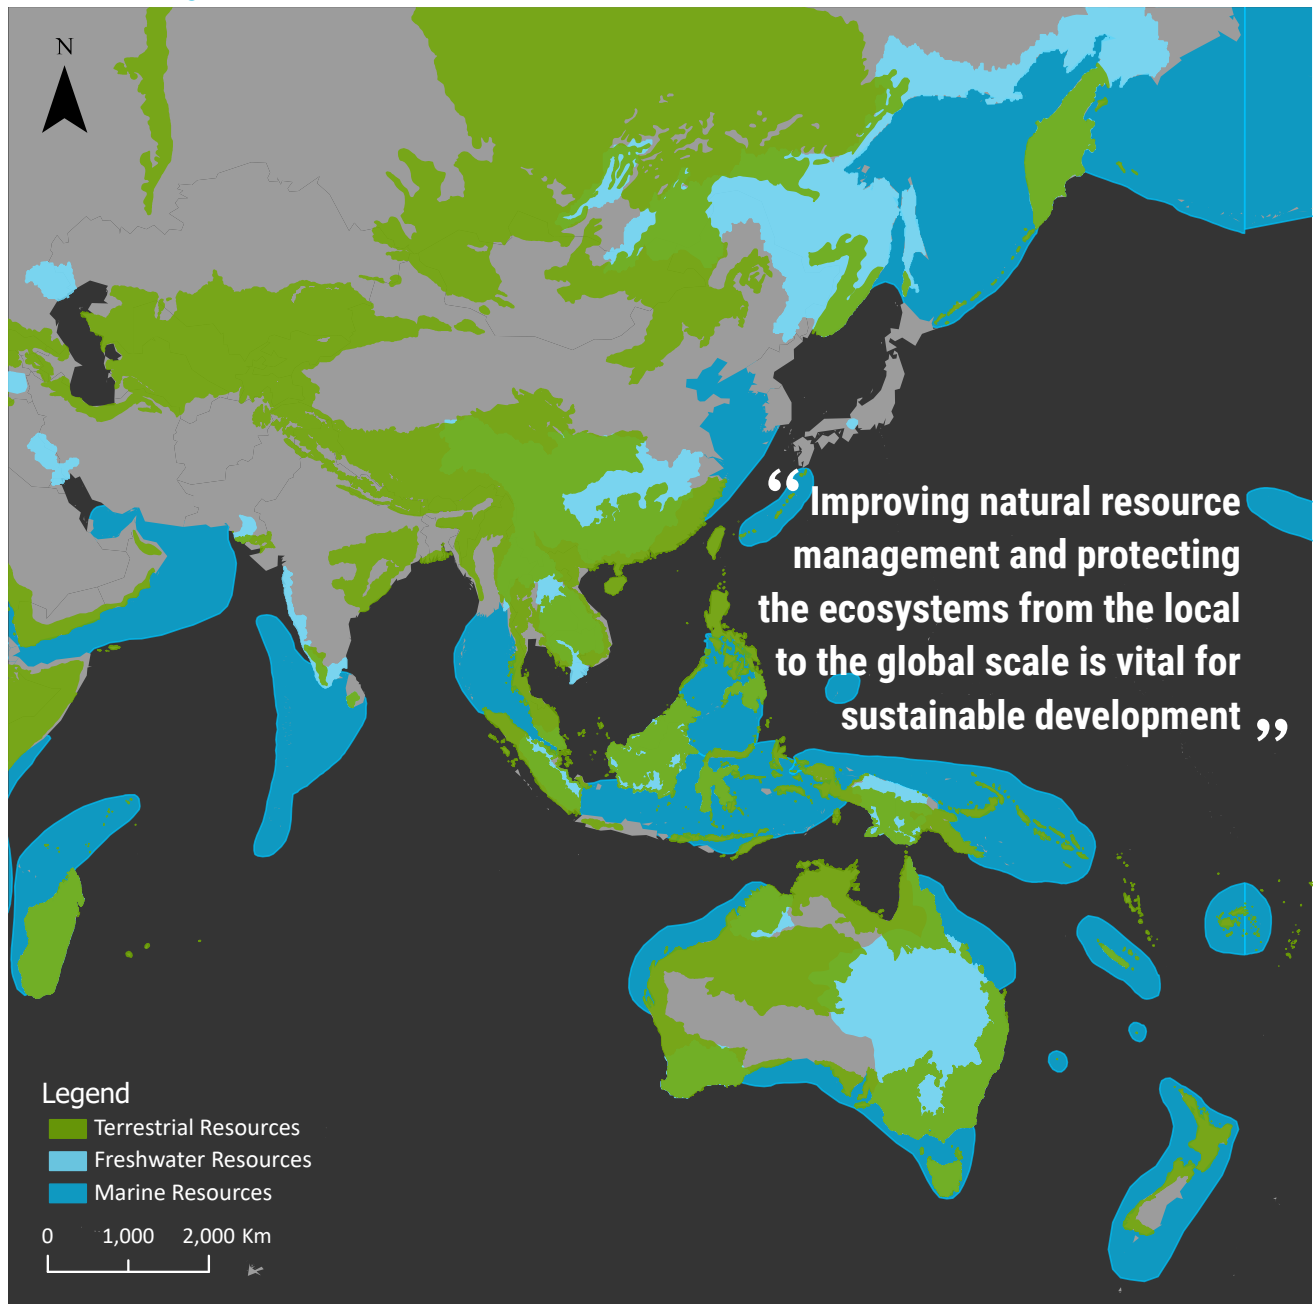 N
“ Improving natural resource
management and protecting
the ecosystems from the local
to the global scale is vital for
sustainable development ”
Legend
Terrestrial Resources
Freshwater Resources
Marine Resources
0 1,000 2,000 Km